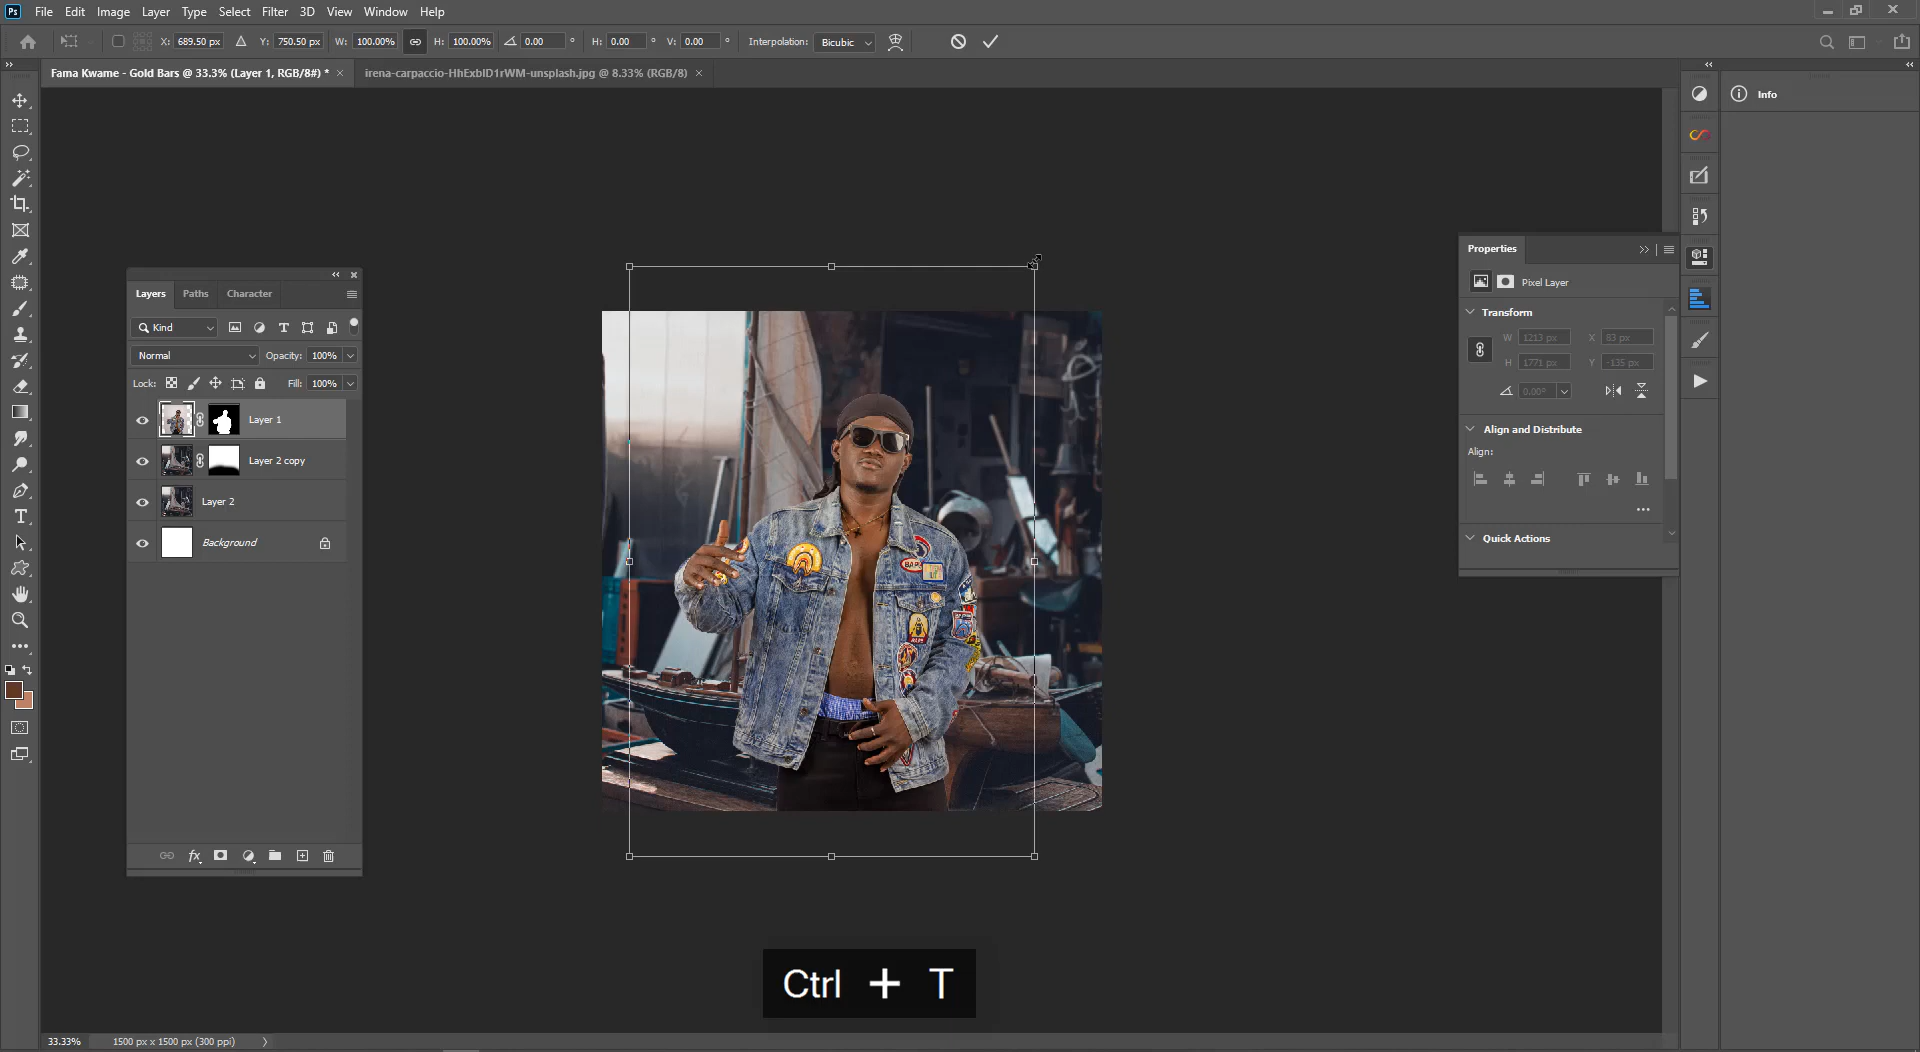 Ps File Edit Image Layer Type Select Filter 3D View Window Help
X: 689.50 px Y: 750.50 px W: 100.00% H: 100.00% 0.00 ° H: 0.00 ° V: 0.00 ° Interpolation: Bicubic
Fama Kwame - Gold Bars @ 33.3% (Layer 1, RGB/8#) * × irena-carpaccio-HhExbID1rWM-unsplash.jpg @ 8.33% (RGB/8) ×
Info
Properties
Pixel Layer
Transform
W 1213 px X 83 px
H 1771 px Y -135 px
0.00°
Align and Distribute
Align:
Quick Actions
Layers Paths Character
Kind
Normal Opacity: 100%
Lock: Fill: 100%
Layer 1
Layer 2 copy
Layer 2
Background
fx
Ctrl + T
33.33% 1500 px x 1500 px (300 ppi)